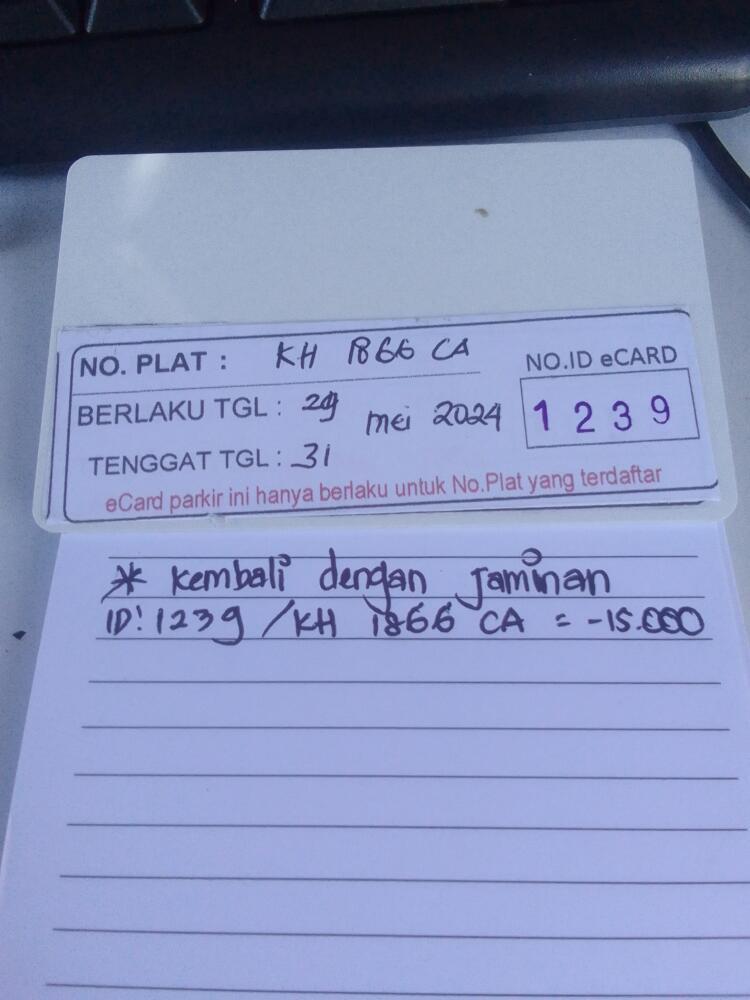 NO. PLAT : KH 1866 CA
NO.ID eCARD
BERLAKU TGL : 29 mei 2024
1 2 3 9
TENGGAT TGL : 31
eCard parkir ini hanya berlaku untuk No.Plat yang terdaftar
* Kembali dengan Jaminan
ID: 1239 / KH 1866 CA = -15.000